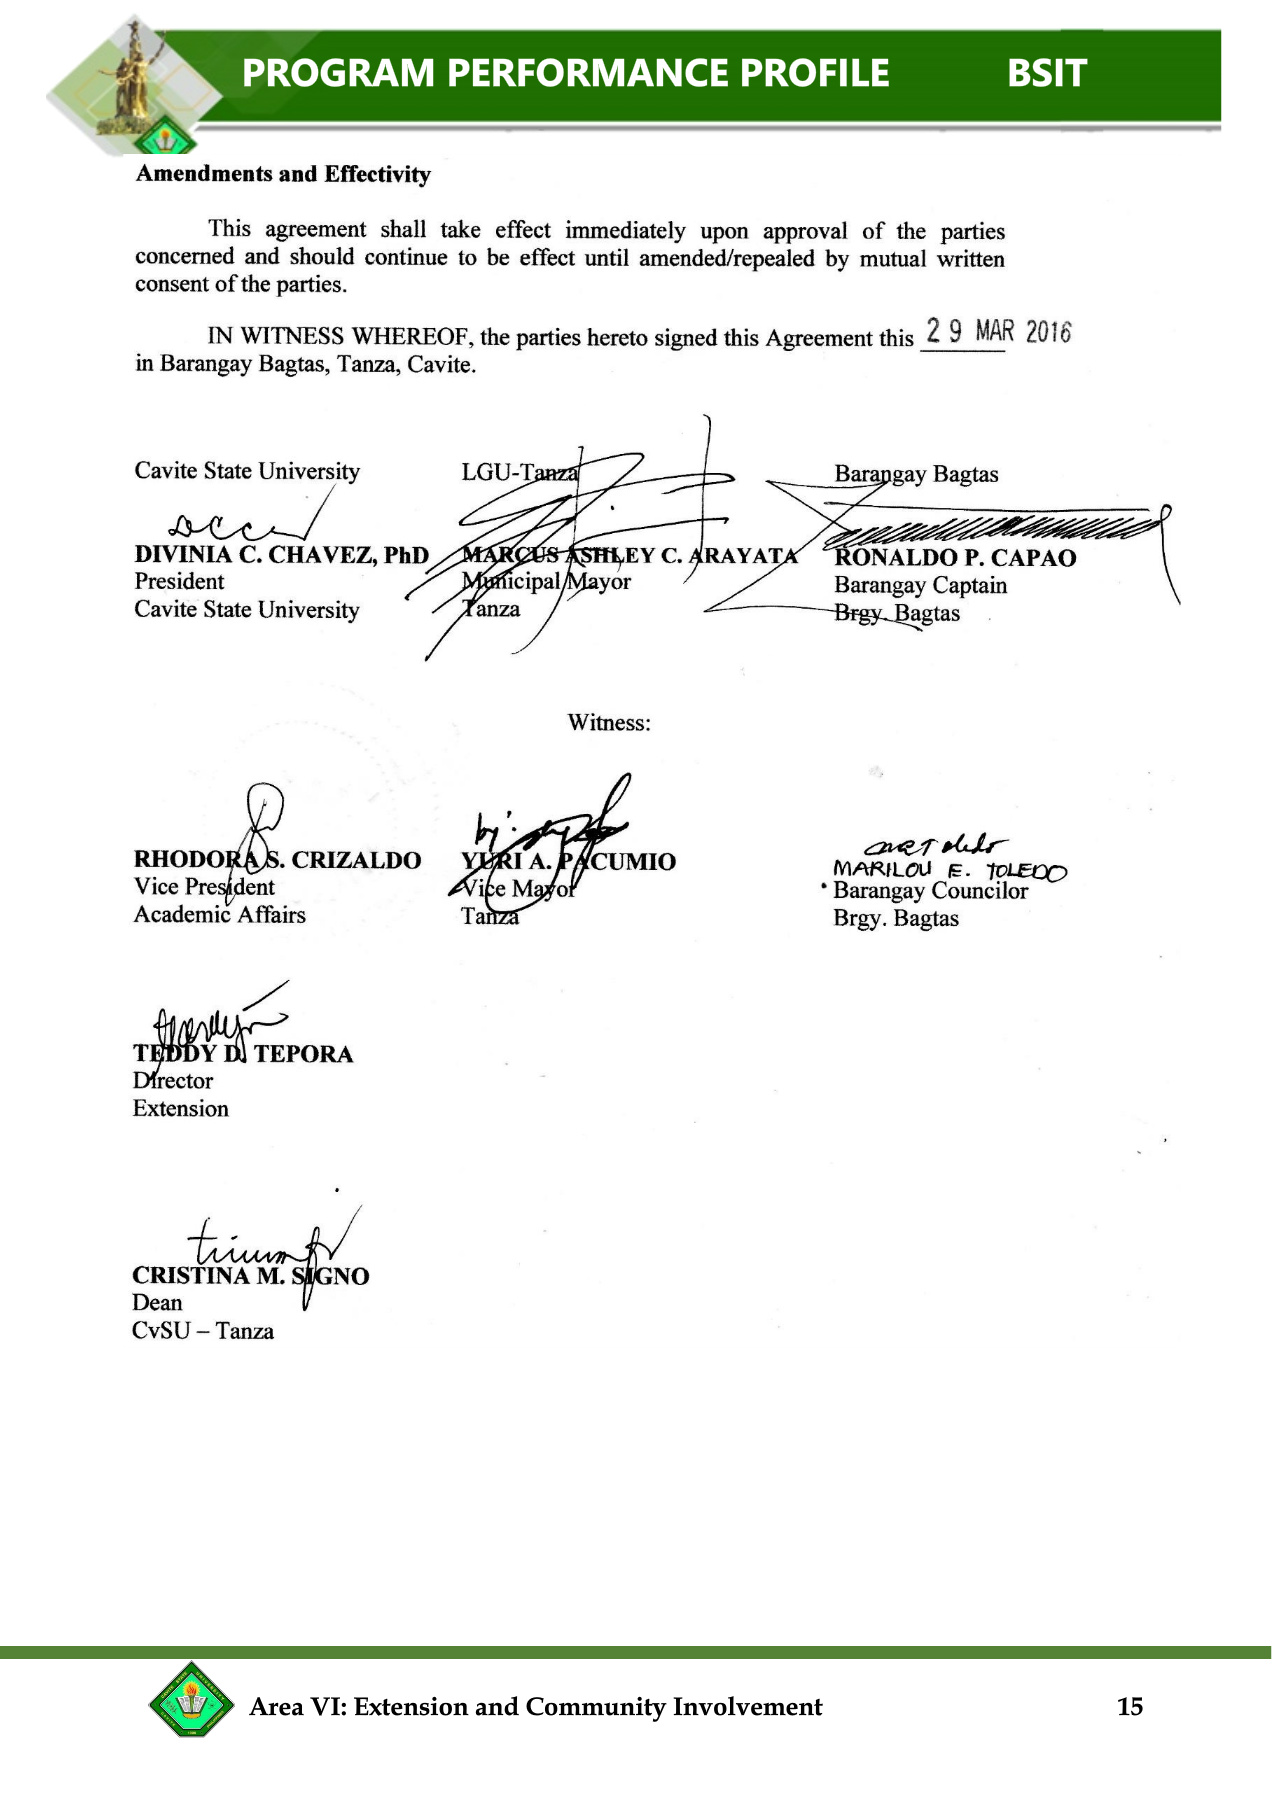 PROGRAM PERFORMANCE PROFILE BSIT
Amendments and Effectivity
This agreement shall take effect immediately upon approval of the parties
concerned and should continue to be effect until amended/repealed by mutual written
consent of the parties.
IN WITNESS WHEREOF, the parties hereto signed this Agreement this 29 MAR 2016
in Barangay Bagtas, Tanza, Cavite.
Cavite State University LGU-Tanza Barangay Bagtas
DIVINIA C. CHAVEZ, PhD MARCUS ASHLEY C. ARAYATA RONALDO P. CAPAO
President Municipal Mayor Barangay Captain
Cavite State University Tanza Brgy. Bagtas
Witness:
RHODORA S. CRIZALDO YURI A. PACUMIO MARILOU E. TOLEDO
Vice President Vice Mayor Barangay Councilor
Academic Affairs Tanza Brgy. Bagtas
TEDDY D. TEPORA
Director
Extension
CRISTINA M. SIGNO
Dean
CvSU – Tanza
Area VI: Extension and Community Involvement 15